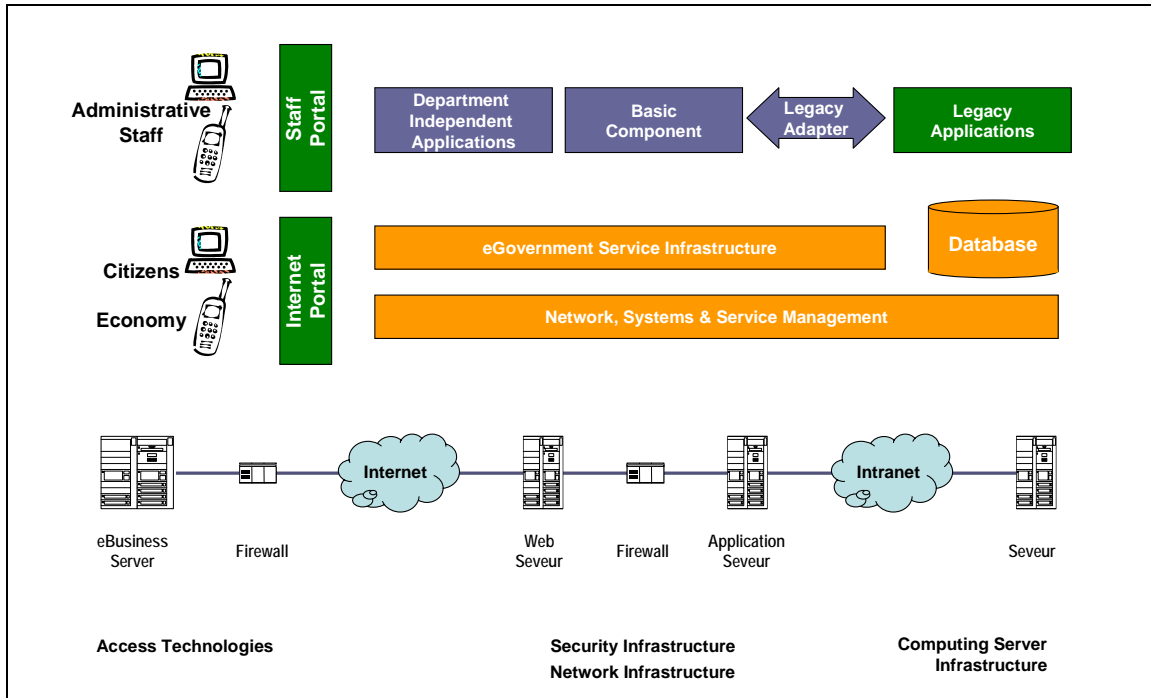 Administrative
Staff
Staff
Portal
Department
Independent
Applications
Basic
Component
Legacy
Adapter
Legacy
Applications
Citizens
Economy
Internet
Portal
eGovernment Service Infrastructure
Database
Network, Systems & Service Management
Internet
Intranet
eBusiness
Server
Firewall
Web
Seveur
Firewall
Application
Seveur
Seveur
Access Technologies
Security Infrastructure
Network Infrastructure
Computing Server
Infrastructure